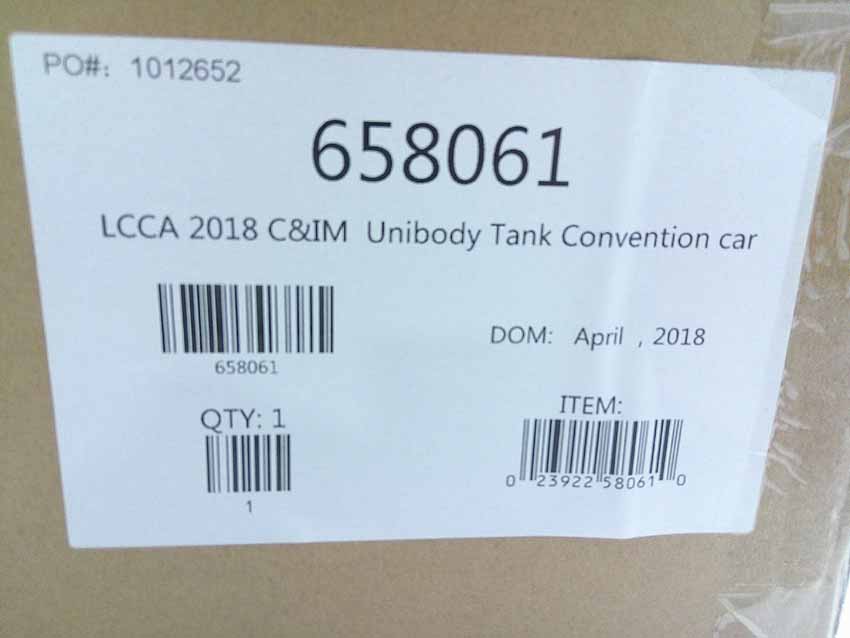 PO#: 1012652
658061
LCCA 2018 C&IM Unibody Tank Convention car
658061
DOM: April , 2018
QTY: 1
1
ITEM:
0 23922 58061 0